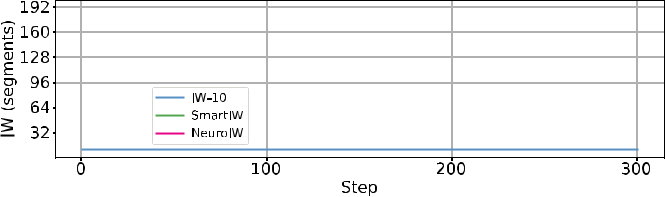 192
160
128
96
64
32
IW (segments)
IW-10
SmartIW
NeuroIW
0 100 200 300
Step